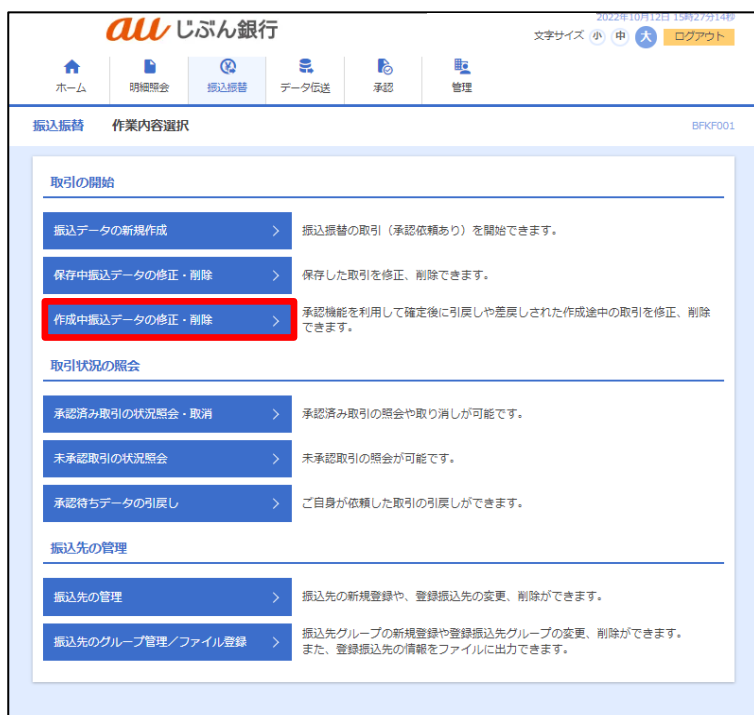 2022年10月12日 15時27分14秒
au じぶん銀行
文字サイズ 小 中 大 ログアウト
ホーム 明細照会 振込振替 データ伝送 承認 管理
振込振替 作業内容選択 BFKF001
取引の開始
振込データの新規作成 振込振替の取引（承認依頼あり）を開始できます。
保存中振込データの修正・削除 保存した取引を修正、削除できます。
作成中振込データの修正・削除 承認機能を利用して確定後に引戻しや差戻しされた作成途中の取引を修正、削除
できます。
取引状況の照会
承認済み取引の状況照会・取消 承認済み取引の照会や取り消しが可能です。
未承認取引の状況照会 未承認取引の照会が可能です。
承認待ちデータの引戻し ご自身が依頼した取引の引戻しができます。
振込先の管理
振込先の管理 振込先の新規登録や、登録振込先の変更、削除ができます。
振込先のグループ管理／ファイル登録 振込先グループの新規登録や登録振込先グループの変更、削除ができます。
また、登録振込先の情報をファイルに出力できます。